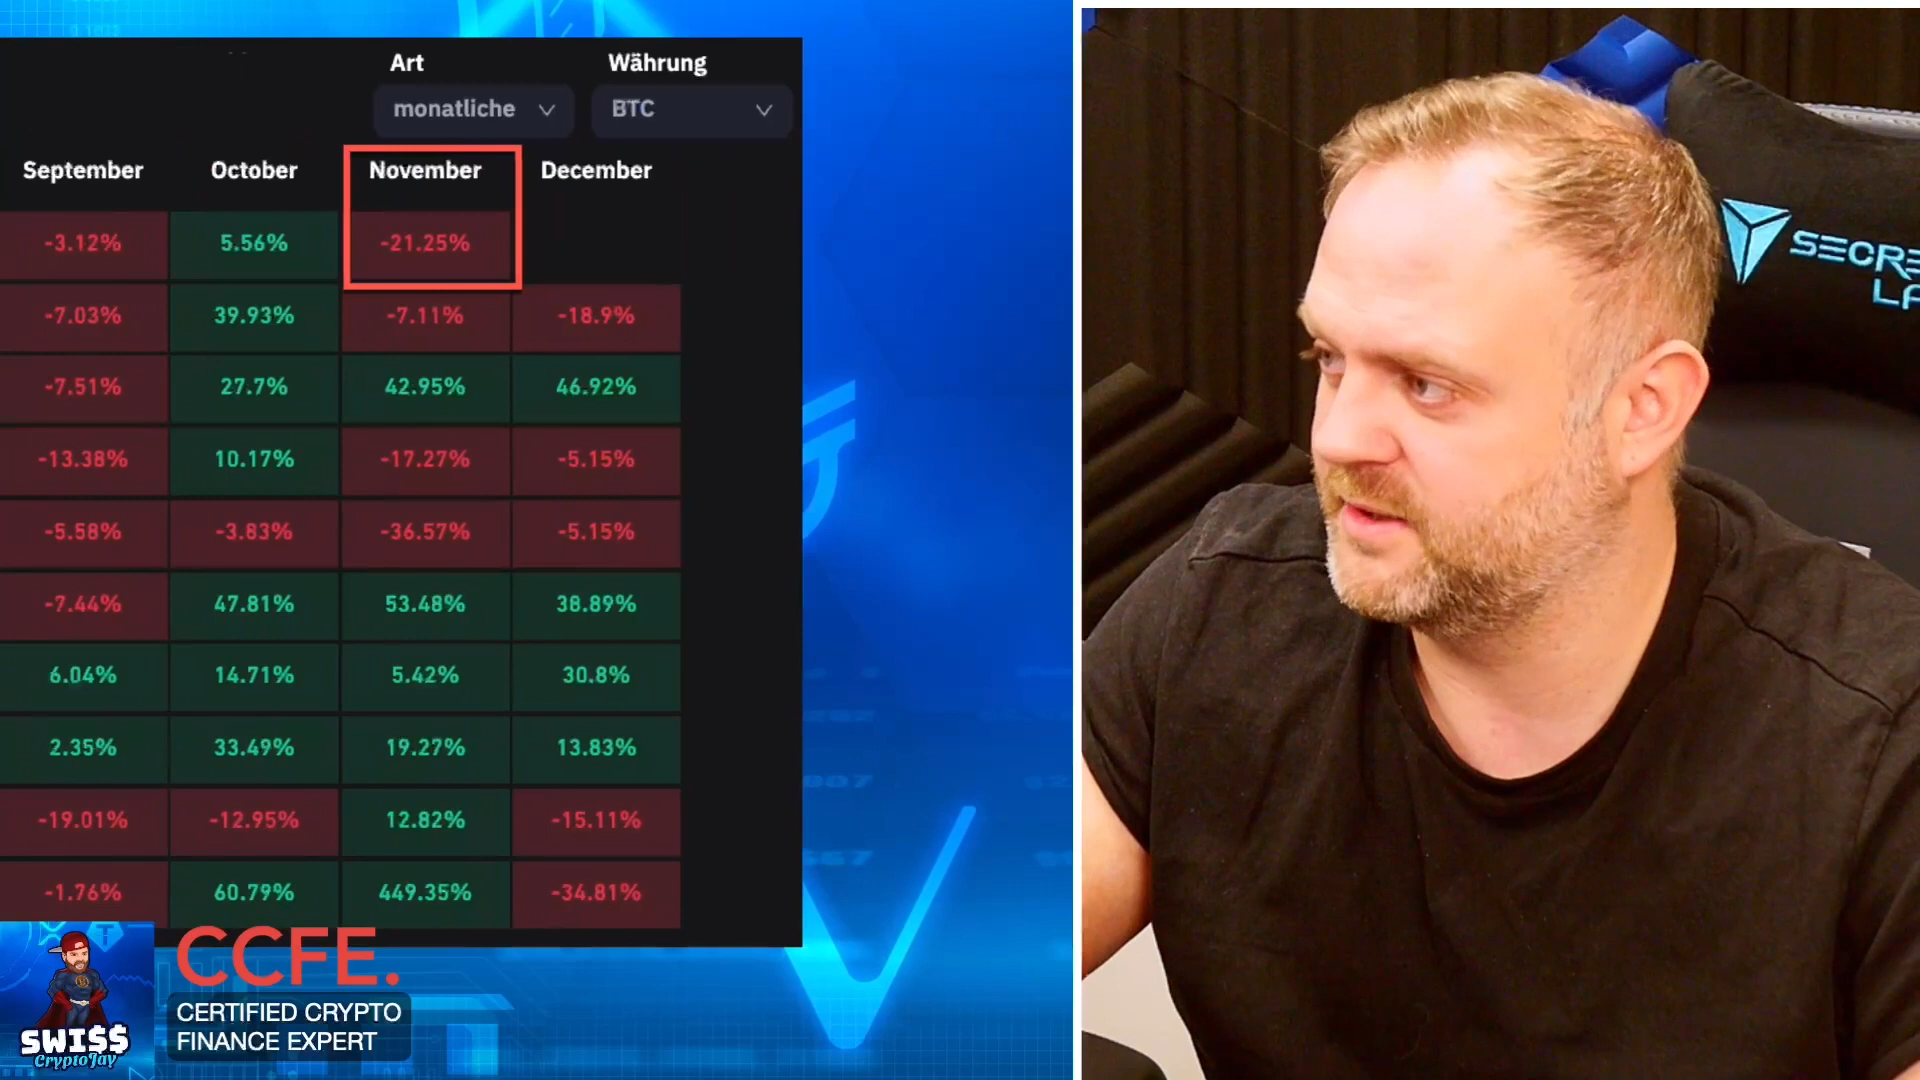 Art Währung
monatliche BTC
September October November December
-3.12% 5.56% -21.25%
-7.03% 39.93% -7.11% -18.9%
-7.51% 27.7% 42.95% 46.92%
-13.38% 10.17% -17.27% -5.15%
-5.58% -3.83% -36.57% -5.15%
-7.44% 47.81% 53.48% 38.89%
6.04% 14.71% 5.42% 30.8%
2.35% 33.49% 19.27% 13.83%
-19.01% -12.95% 12.82% -15.11%
-1.76% 60.79% 449.35% -34.81%
CCFE.
CERTIFIED CRYPTO
FINANCE EXPERT
SWI$$
CryptoJay
SECRE
LA